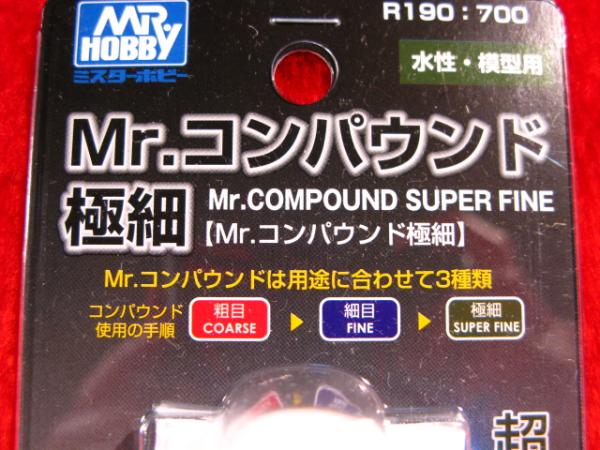 MR.
HOBBY
ミスターホビー
R190：700
水性・模型用
Mr.コンパウンド
極細
Mr.COMPOUND SUPER FINE
【Mr.コンパウンド極細】
Mr.コンパウンドは用途に合わせて3種類
コンパウンド
使用の手順
粗目
COARSE
細目
FINE
極細
SUPER FINE
超